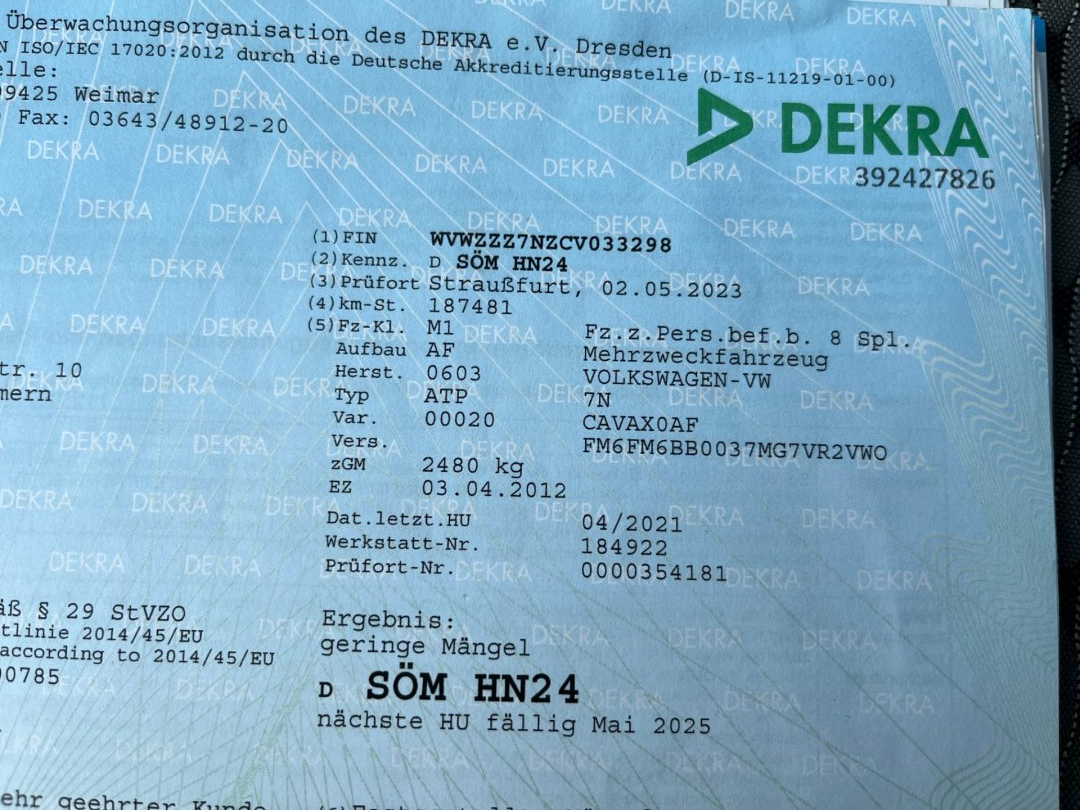 Überwachungsorganisation des DEKRA e.V. Dresden
N ISO/IEC 17020:2012 durch die Deutsche Akkreditierungsstelle (D-IS-11219-01-00)
elle:
99425 Weimar
Fax: 03643/48912-20
DEKRA
392427826
(1) FIN WVWZZZ7NZCV033298
(2) Kennz. D SÖM HN24
(3) Prüfort Straußfurt, 02.05.2023
(4) km-St. 187481
(5) Fz-Kl. M1 Fz.z.Pers.bef.b. 8 Spl.
Aufbau AF Mehrzweckfahrzeug
Herst. 0603 VOLKSWAGEN-VW
tr. 10
Typ ATP 7N
mern
Var. 00020 CAVAX0AF
Vers. FM6FM6BB0037MG7VR2VWO
zGM 2480 kg
EZ 03.04.2012
Dat.letzt.HU 04/2021
Werkstatt-Nr. 184922
Prüfort-Nr. 0000354181
äß § 29 StVZO
tlinie 2014/45/EU
according to 2014/45/EU
00785
Ergebnis:
geringe Mängel
D SÖM HN24
nächste HU fällig Mai 2025
ehr geehrter Kunde